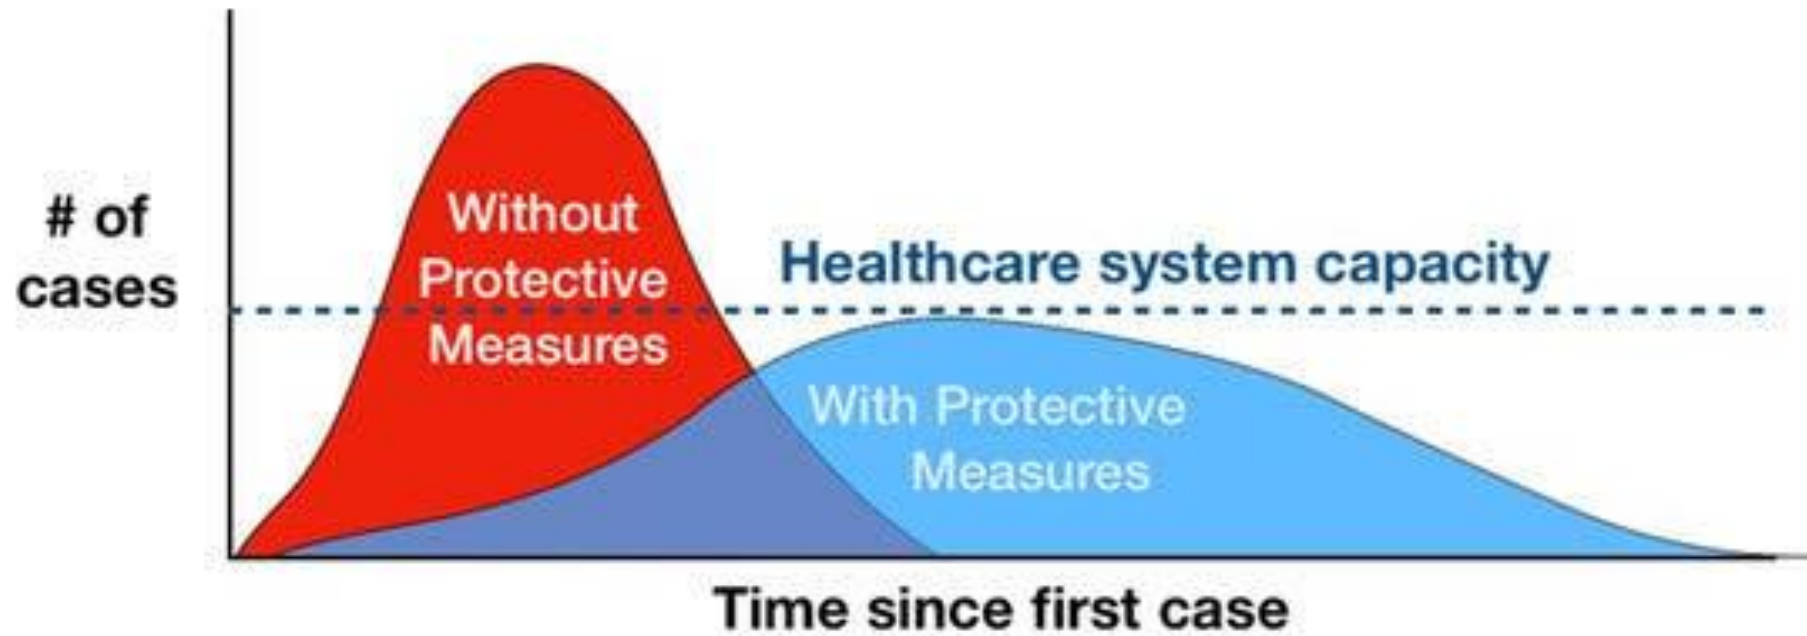 # of
cases
Without
Protective
Measures
Healthcare system capacity
With Protective
Measures
Time since first case